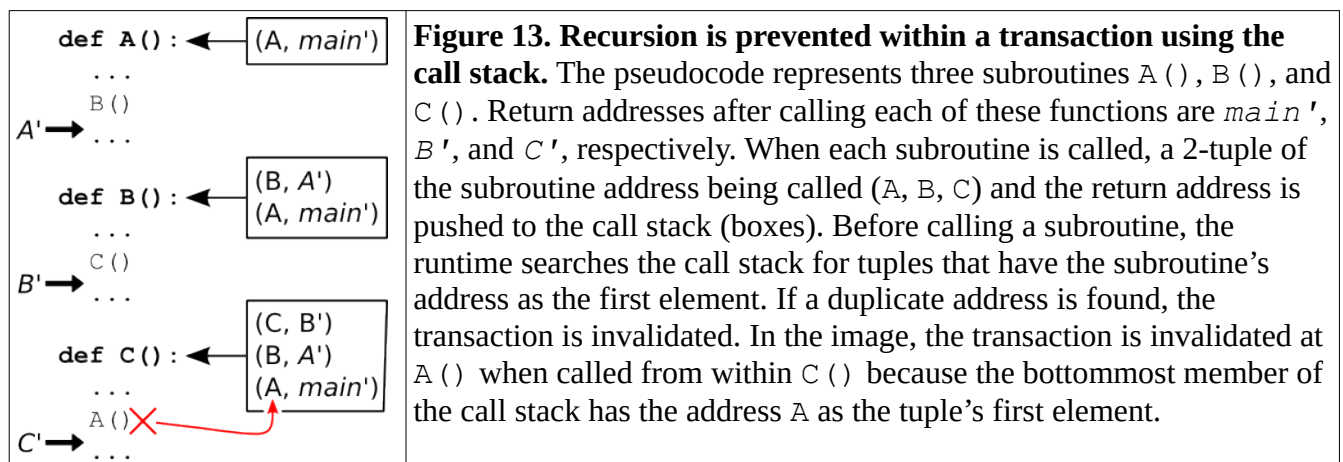 def A():
(A, main')
...
B()
A'
...
def B():
(B, A')
(A, main')
...
C()
B'
...
def C():
(C, B')
(B, A')
(A, main')
...
A()
C'
...
Figure 13. Recursion is prevented within a transaction using the
call stack. The pseudocode represents three subroutines A(), B(), and
C(). Return addresses after calling each of these functions are main',
B', and C', respectively. When each subroutine is called, a 2-tuple of
the subroutine address being called (A, B, C) and the return address is
pushed to the call stack (boxes). Before calling a subroutine, the
runtime searches the call stack for tuples that have the subroutine’s
address as the first element. If a duplicate address is found, the
transaction is invalidated. In the image, the transaction is invalidated at
A() when called from within C() because the bottommost member of
the call stack has the address A as the tuple’s first element.